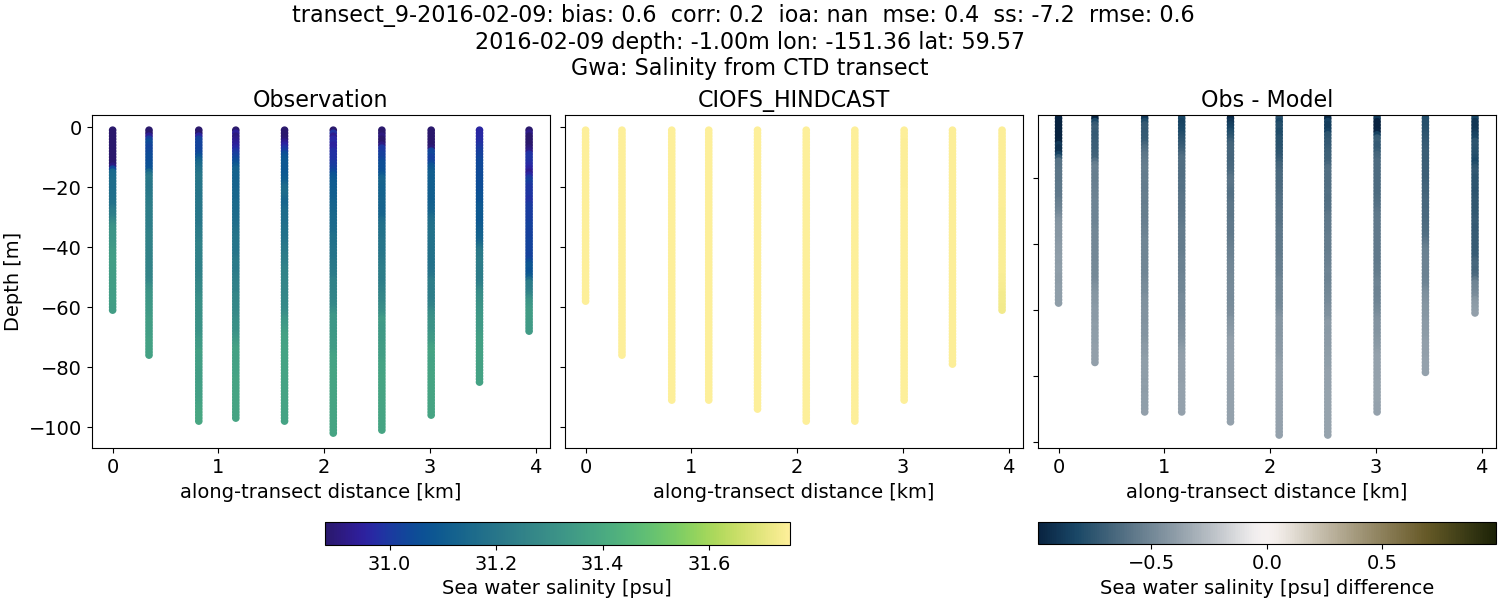 transect_9-2016-02-09: bias: 0.6  corr: 0.2  ioa: nan  mse: 0.4  ss: -7.2  rmse: 0.6
2016-02-09 depth: -1.00m lon: -151.36 lat: 59.57
Gwa: Salinity from CTD transect
Observation
CIOFS_HINDCAST
Obs - Model
Depth [m]
0
−20
−40
−60
−80
−100
0 1 2 3 4
along-transect distance [km]
0 1 2 3 4
along-transect distance [km]
0 1 2 3 4
along-transect distance [km]
31.0 31.2 31.4 31.6
Sea water salinity [psu]
−0.5 0.0 0.5
Sea water salinity [psu] difference